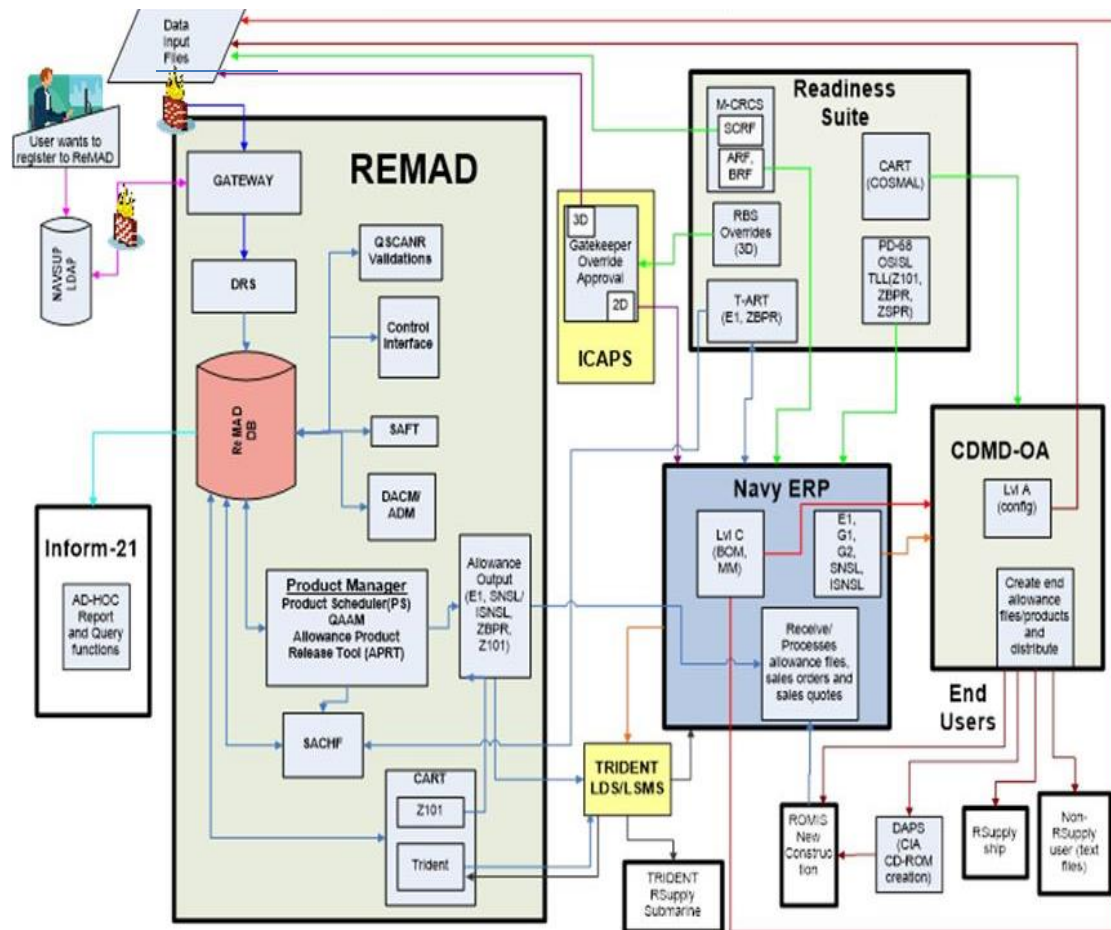 Data
Input
Files
User wants to
register to ReMAD
NAVSUP
LDAP
REMAD
GATEWAY
DRS
QSCANR
Validations
Control
Interface
ReMAD
DB
SAFT
DACM/
ADM
Product Manager
Product Scheduler(PS)
QAAM
Allowance Product
Release Tool (APRT)
Allowance
Output
(E1, SNSL/
ISNSL,
ZBPR,
Z101)
SACHF
CART
Z101
Trident
Inform-21
AD-HOC
Report
and Query
functions
3D
Gatekeeper
Override
Approval
2D
ICAPS
Readiness
Suite
M-CRCS
SCRF
ARF,
BRF
RBS
Overrides
(3D)
T-ART
(E1, ZBPR)
CART
(COSMAL)
PD-68
OSISL
TLL(Z101,
ZBPR,
ZSPR)
Navy ERP
Lvl C
(BOM,
MM)
E1,
G1,
G2,
SNSL,
ISNSL
Receive/
Processes
allowance files,
sales orders and
sales quotes
CDMD-OA
Lvl A
(config)
Create end
allowance
files/products
and
distribute
End
Users
TRIDENT
LDS/LSMS
TRIDENT
RSupply
Submarine
ROMIS
New
Construction
DAPS
(CIA
CD-ROM
creation)
RSupply
ship
Non-
RSupply
user (text
files)